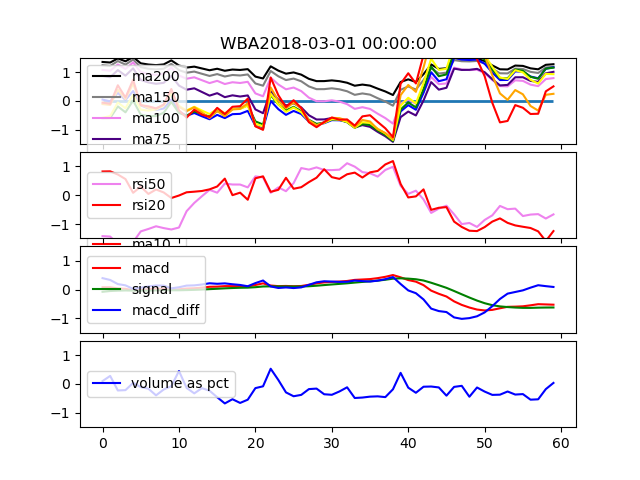 WBA2018-03-01 00:00:00
1
0
−1
ma200
ma150
ma100
ma75
1
0
−1
rsi50
rsi20
ma10
1
0
−1
macd
signal
macd_diff
1
0
−1
volume as pct
0 10 20 30 40 50 60